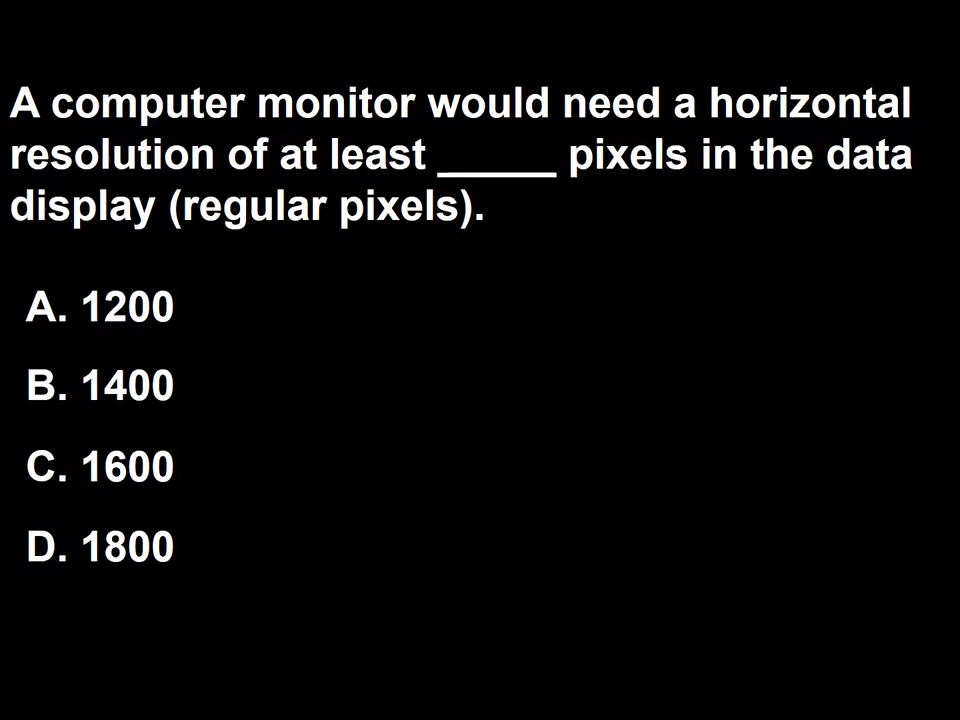 A computer monitor would need a horizontal
resolution of at least _____ pixels in the data
display (regular pixels).
A. 1200
B. 1400
C. 1600
D. 1800